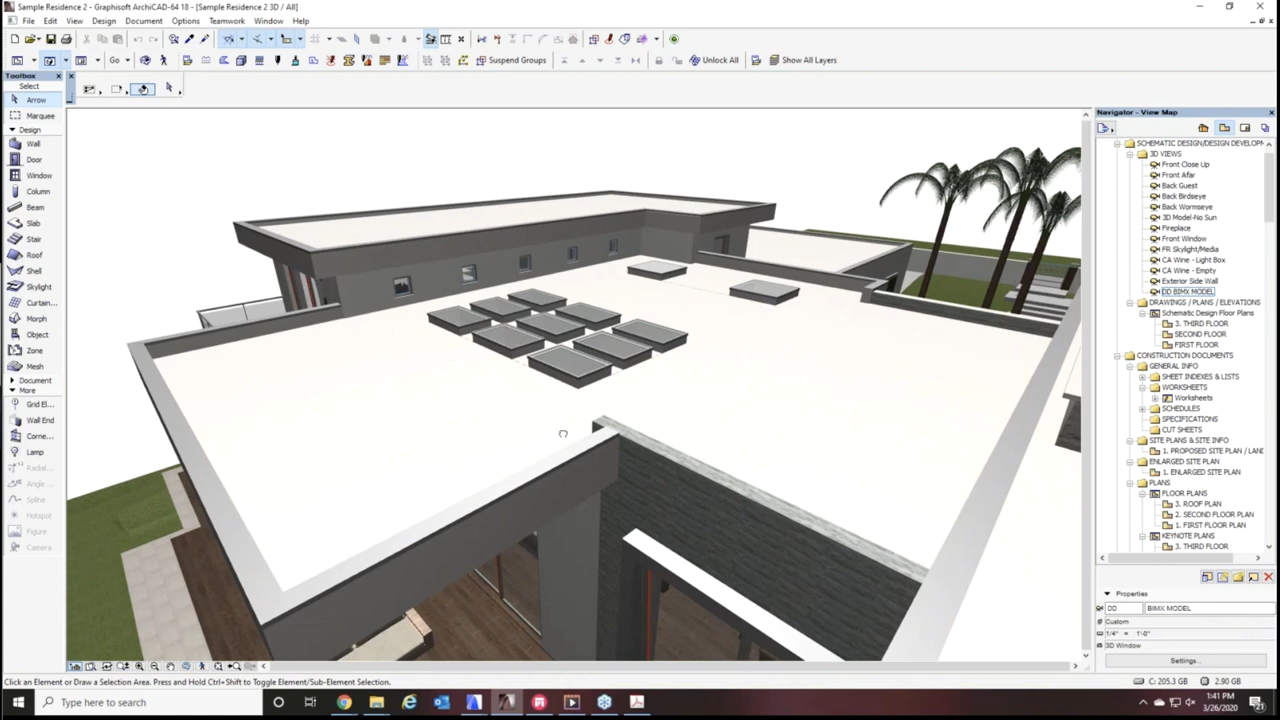 Sample Residence 2 - Graphisoft ArchiCAD-64 18 - [Sample Residence 2 3D / All]
File Edit View Design Document Options Teamwork Window Help
Go
Suspend Groups
Unlock All
Show All Layers
Toolbox
Select
Arrow
Marquee
Design
Wall
Door
Window
Column
Beam
Slab
Stair
Roof
Shell
Skylight
Curtain...
Morph
Object
Zone
Mesh
Document
More
Grid El...
Wall End
Corne...
Lamp
Radial...
Angle ...
Spline
Hotspot
Figure
Camera
Navigator - View Map
SCHEMATIC DESIGN/DESIGN DEVELOPM
3D VIEWS
Front Close Up
Front Afar
Back Guest
Back Birdseye
Back Wormseye
3D Model-No Sun
Fireplace
Front Window
FR Skylight/Media
CA Wine - Light Box
CA Wine - Empty
Exterior Side Wall
DD BIMX MODEL
DRAWINGS / PLANS / ELEVATIONS
Schematic Design Floor Plans
3. THIRD FLOOR
SECOND FLOOR
FIRST FLOOR
CONSTRUCTION DOCUMENTS
GENERAL INFO
SHEET INDEXES & LISTS
WORKSHEETS
Worksheets
SCHEDULES
SPECIFICATIONS
CUT SHEETS
SITE PLANS & SITE INFO
1. PROPOSED SITE PLAN / LAND
ENLARGED SITE PLAN
1. ENLARGED SITE PLAN
PLANS
FLOOR PLANS
3. ROOF PLAN
2. SECOND FLOOR PLAN
1. FIRST FLOOR PLAN
KEYNOTE PLANS
3. THIRD FLOOR
Properties
DD BIMX MODEL
Custom
1/4" = 1'-0"
3D Window
Settings...
Click an Element or Draw a Selection Area. Press and Hold Ctrl+Shift to Toggle Element/Sub-Element Selection.
C: 205.3 GB 2.90 GB
Type here to search
1:41 PM
3/26/2020
21